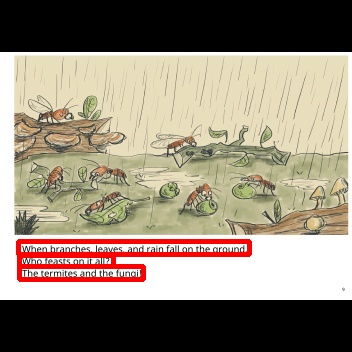 When branches, leaves, and rain fall on the ground.
Who feasts on it all?
The termites and the fungi!